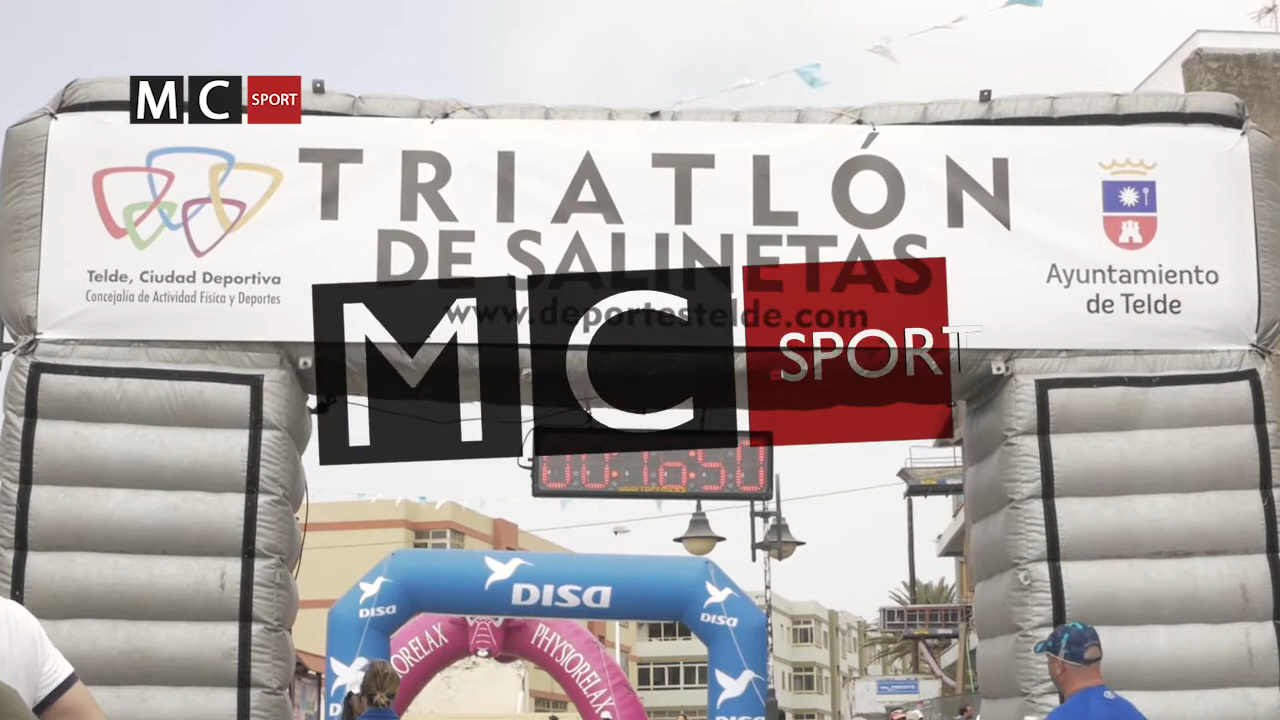 MC SPORT
TRIATLÓN
DE SALINETAS
www.deportestelde.com
Telde, Ciudad Deportiva
Concejalía de Actividad Física y Deportes
Ayuntamiento
de Telde
MC SPORT
DISA
DISA
DISA
PHYSIORELAX